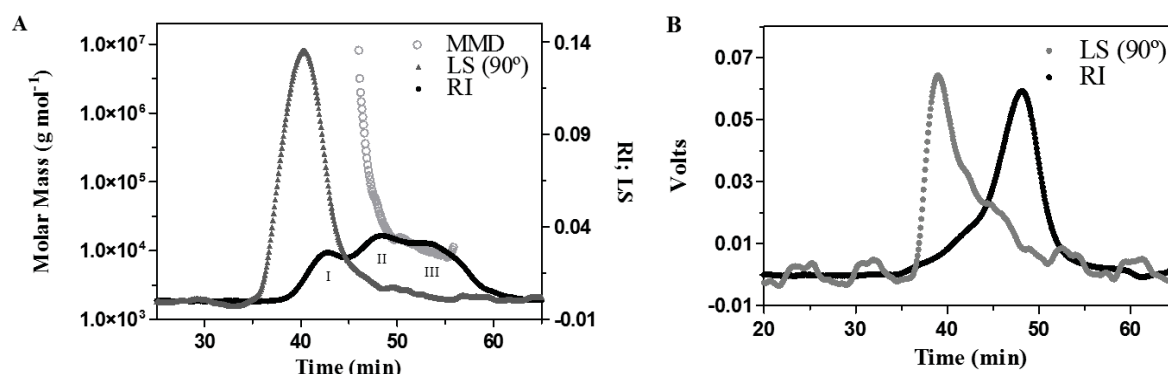 A
B
Molar Mass (g mol⁻¹)
1.0×10⁷
1.0×10⁶
1.0×10⁵
1.0×10⁴
1.0×10³
MMD
LS (90º)
RI
I
II
III
0.14
0.09
0.04
-0.01
RI; LS
30
40
50
60
Time (min)
Volts
0.07
0.05
0.03
0.01
-0.01
LS (90º)
RI
20
30
40
50
60
Time (min)